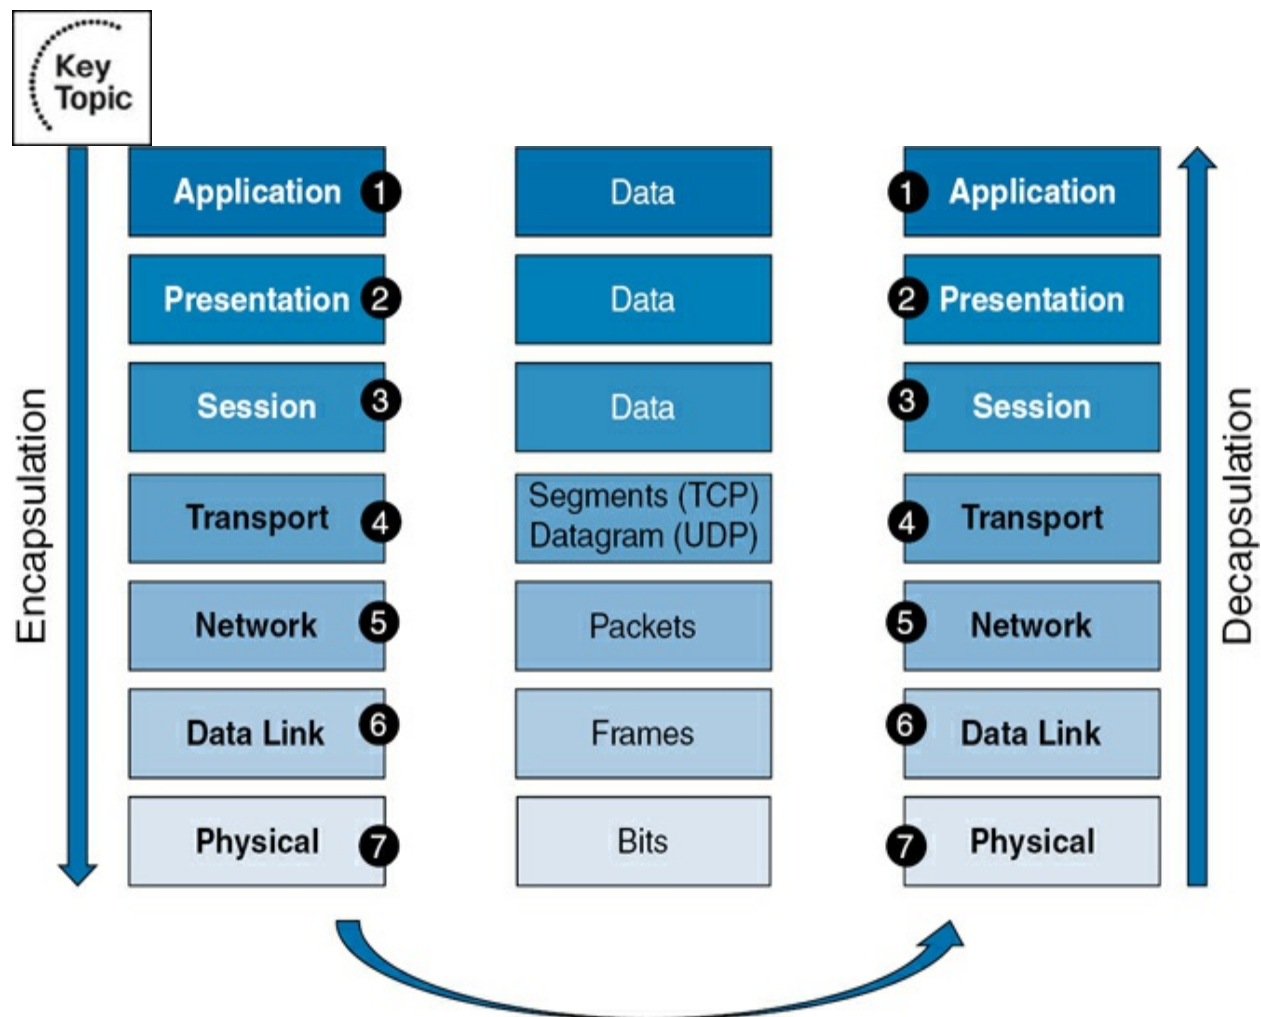 Key
Topic
Encapsulation
Application 1
Data
1 Application
Presentation 2
Data
2 Presentation
Session 3
Data
3 Session
Transport 4
Segments (TCP)
Datagram (UDP)
4 Transport
Network 5
Packets
5 Network
Data Link 6
Frames
6 Data Link
Physical 7
Bits
7 Physical
Decapsulation